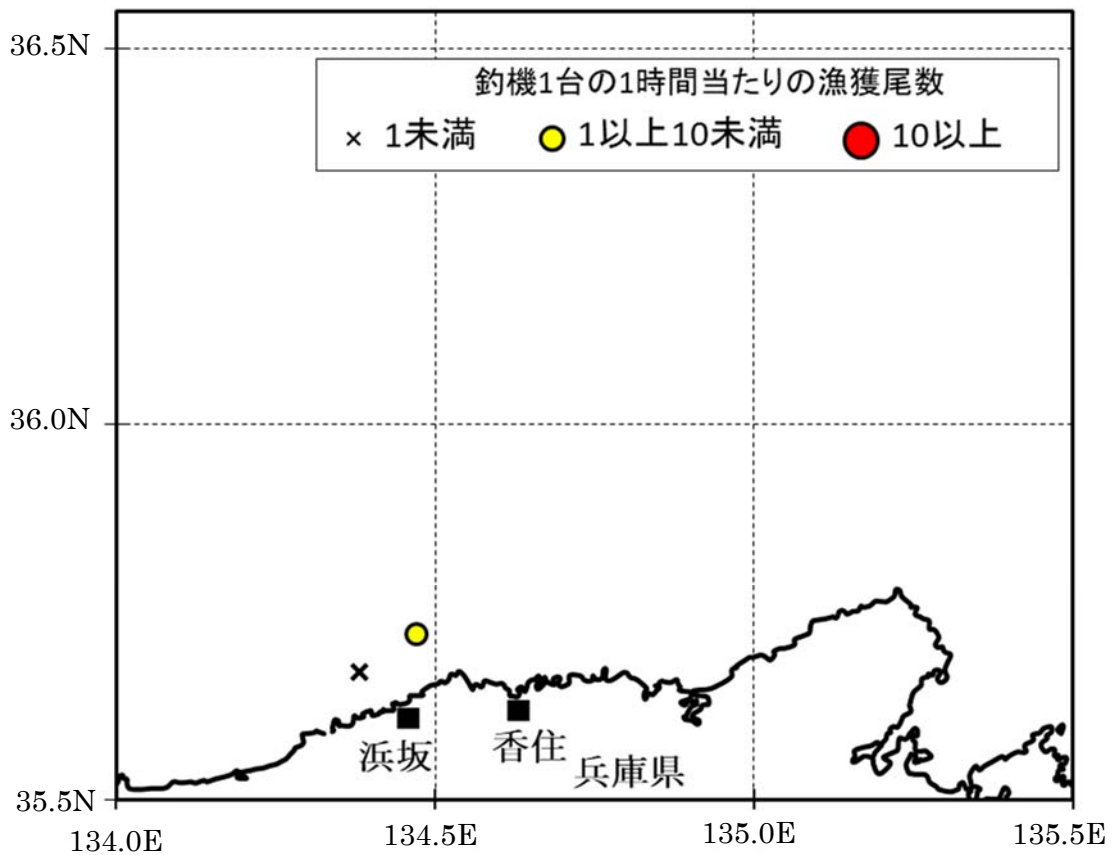 36.5N
釣機1台の1時間当たりの漁獲尾数
× 1未満 1以上10未満 10以上
36.0N
浜坂
香住
兵庫県
35.5N
134.0E 134.5E 135.0E 135.5E